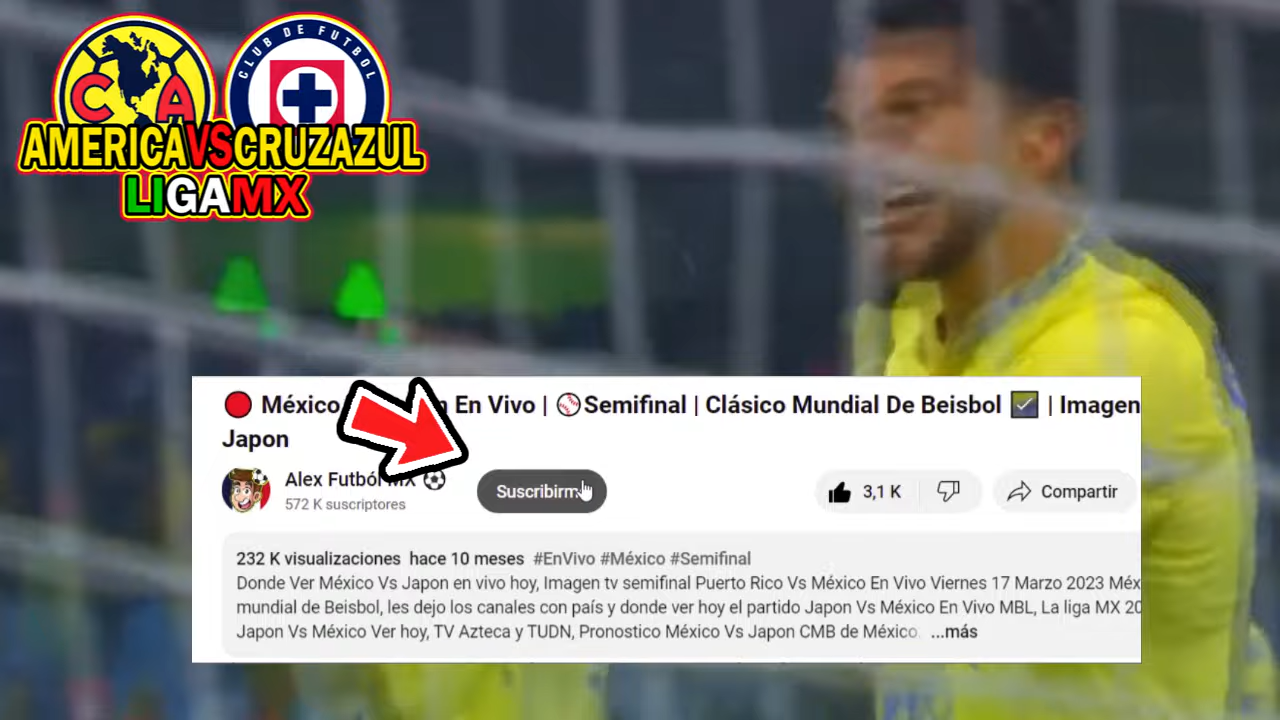 CLUB DE FUTBOL
CA
AMERICAVSCRUZAZUL
LIGAMX
México En Vivo | Semifinal | Clásico Mundial De Beisbol | Imagen
Japon
Alex Futból MX
Suscribirm
572 K suscriptores
3,1 K
Compartir
232 K visualizaciones hace 10 meses #EnVivo #México #Semifinal
Donde Ver México Vs Japon en vivo hoy, Imagen tv semifinal Puerto Rico Vs México En Vivo Viernes 17 Marzo 2023 Méx
mundial de Beisbol, les dejo los canales con país y donde ver hoy el partido Japon Vs México En Vivo MBL, La liga MX 20
Japon Vs México Ver hoy, TV Azteca y TUDN, Pronostico México Vs Japon CMB de México. ...más